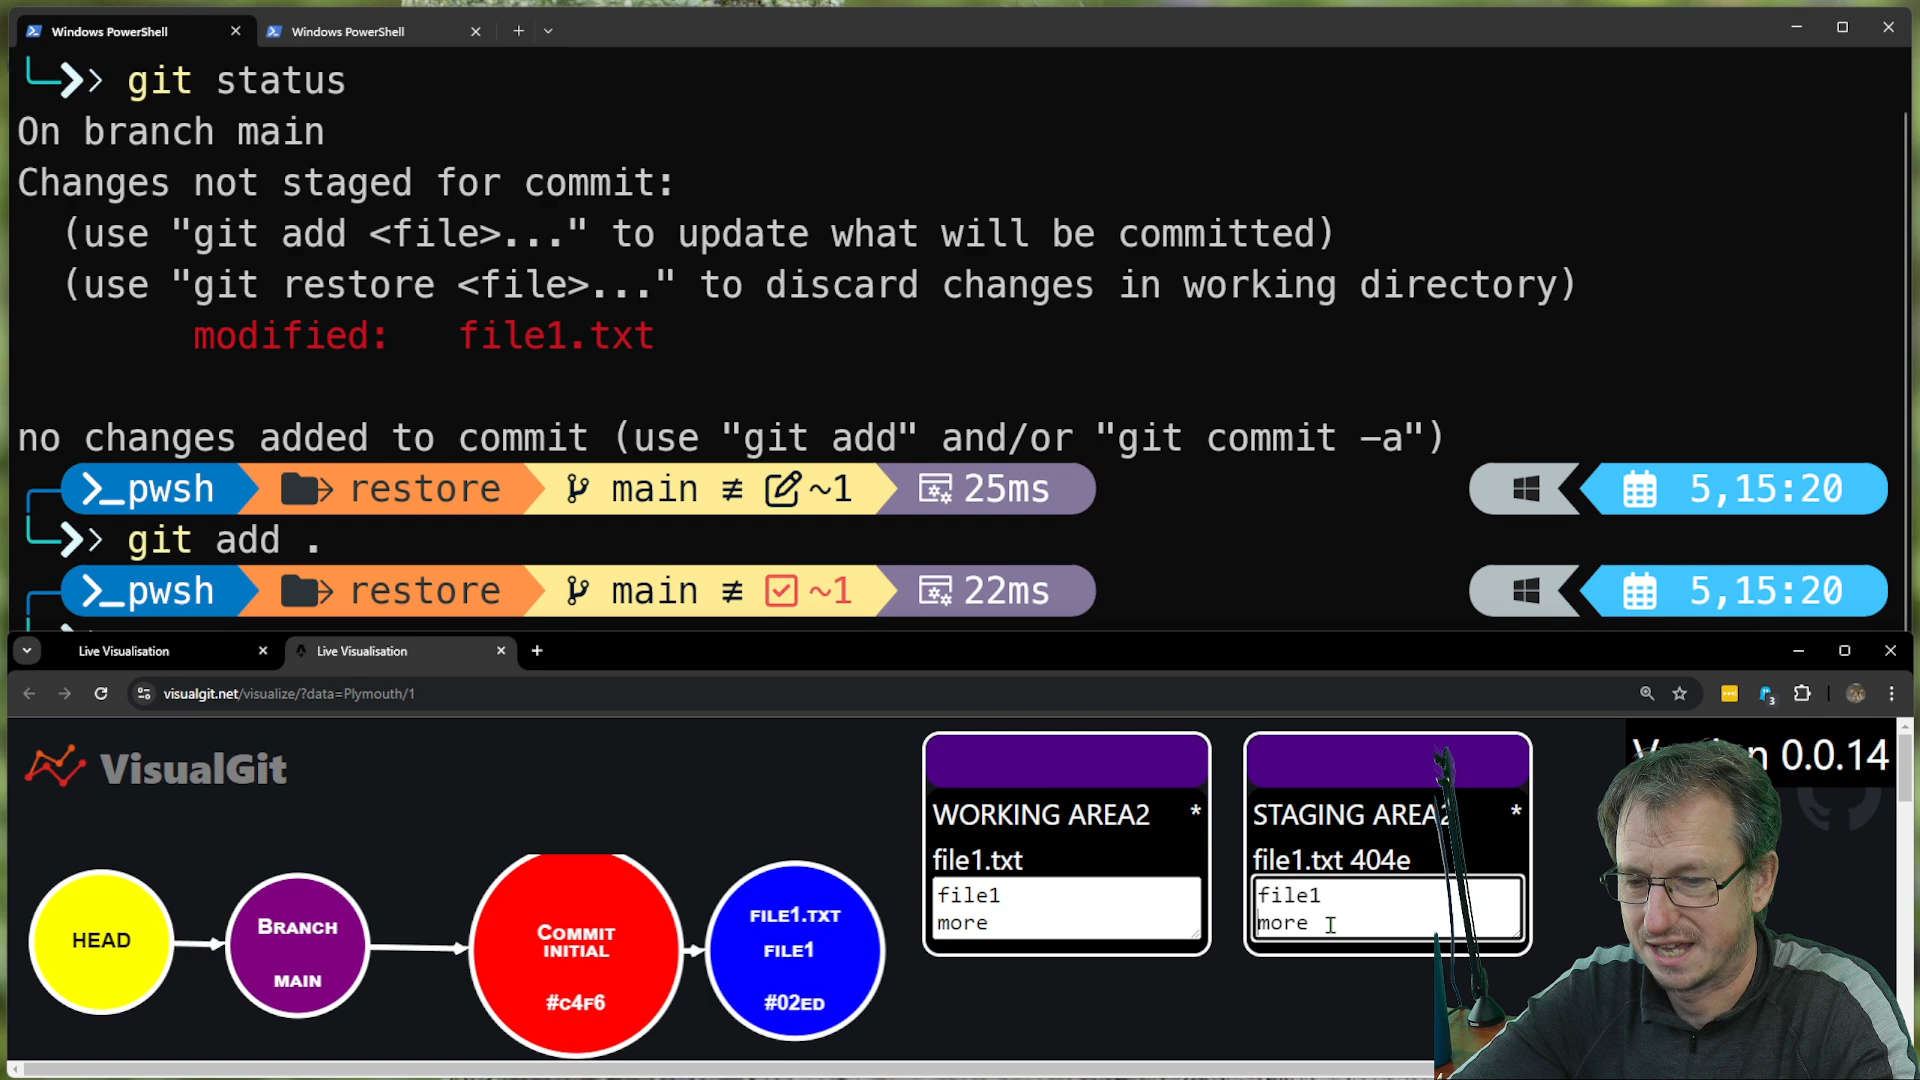 Windows PowerShell
Windows PowerShell
git status
On branch main
Changes not staged for commit:
(use "git add <file>..." to update what will be committed)
(use "git restore <file>..." to discard changes in working directory)
modified: file1.txt
no changes added to commit (use "git add" and/or "git commit -a")
>_pwsh restore main ≢ ~1 25ms 5,15:20
git add .
>_pwsh restore main ≢ ~1 22ms 5,15:20
Live Visualisation
Live Visualisation
visualgit.net/visualize/?data=Plymouth/1
3
VisualGit
HEAD
BRANCH
MAIN
COMMIT
INITIAL
#C4F6
FILE1.TXT
FILE1
#02ED
WORKING AREA2 *
file1.txt
file1
more
STAGING AREA2 *
file1.txt 404e
file1
more
0.0.14